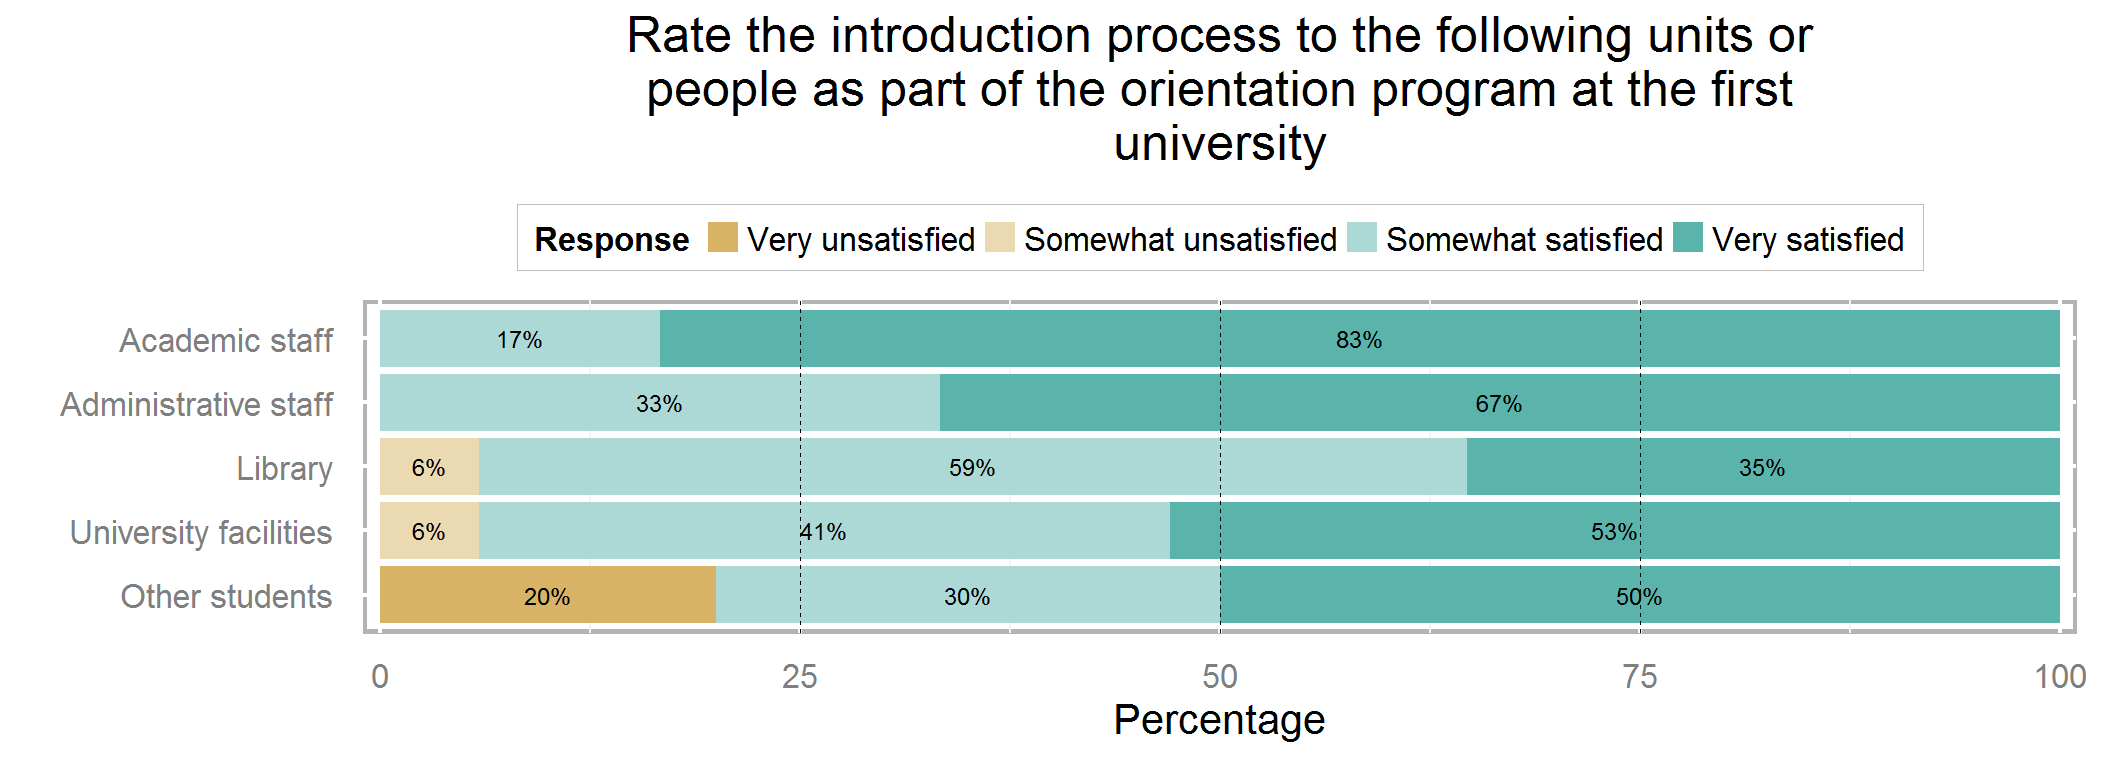 Rate the introduction process to the following units or
people as part of the orientation program at the first
university
Response Very unsatisfied Somewhat unsatisfied Somewhat satisfied Very satisfied
Academic staff 17% 83%
Administrative staff 33% 67%
Library 6% 59% 35%
University facilities 6% 41% 53%
Other students 20% 30% 50%
0 25 50 75 100
Percentage